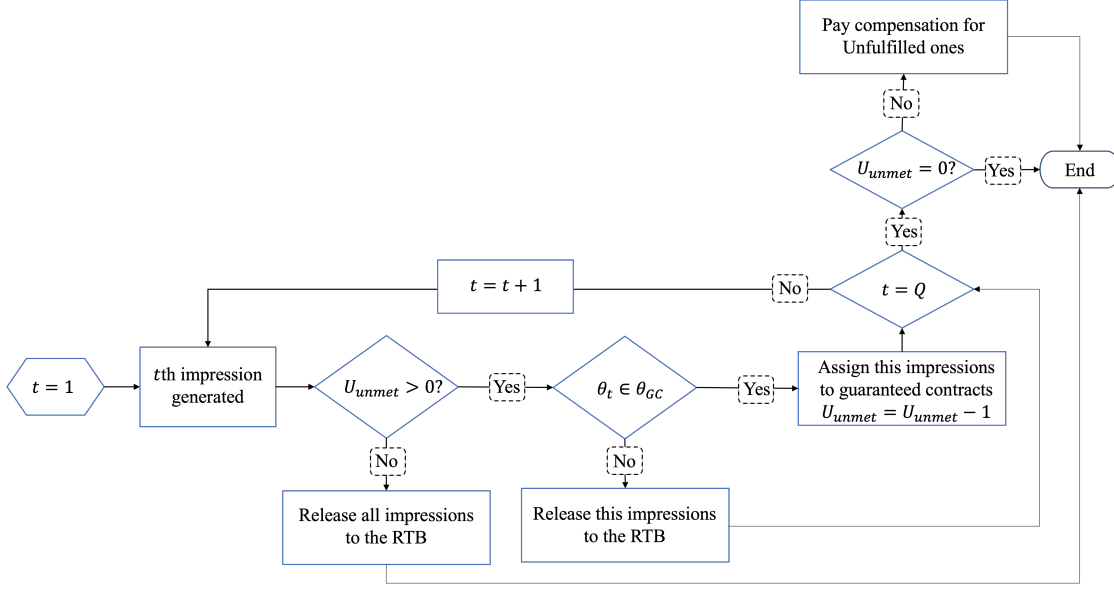 Pay compensation for
Unfulfilled ones
No
U_unmet = 0?
Yes
End
Yes
t = t + 1
No
t = Q
t = 1
tth impression
generated
U_unmet > 0?
Yes
θ_t ∈ θ_GC
Yes
Assign this impressions
to guaranteed contracts
U_unmet = U_unmet − 1
No
No
Release all impressions
to the RTB
Release this impressions
to the RTB